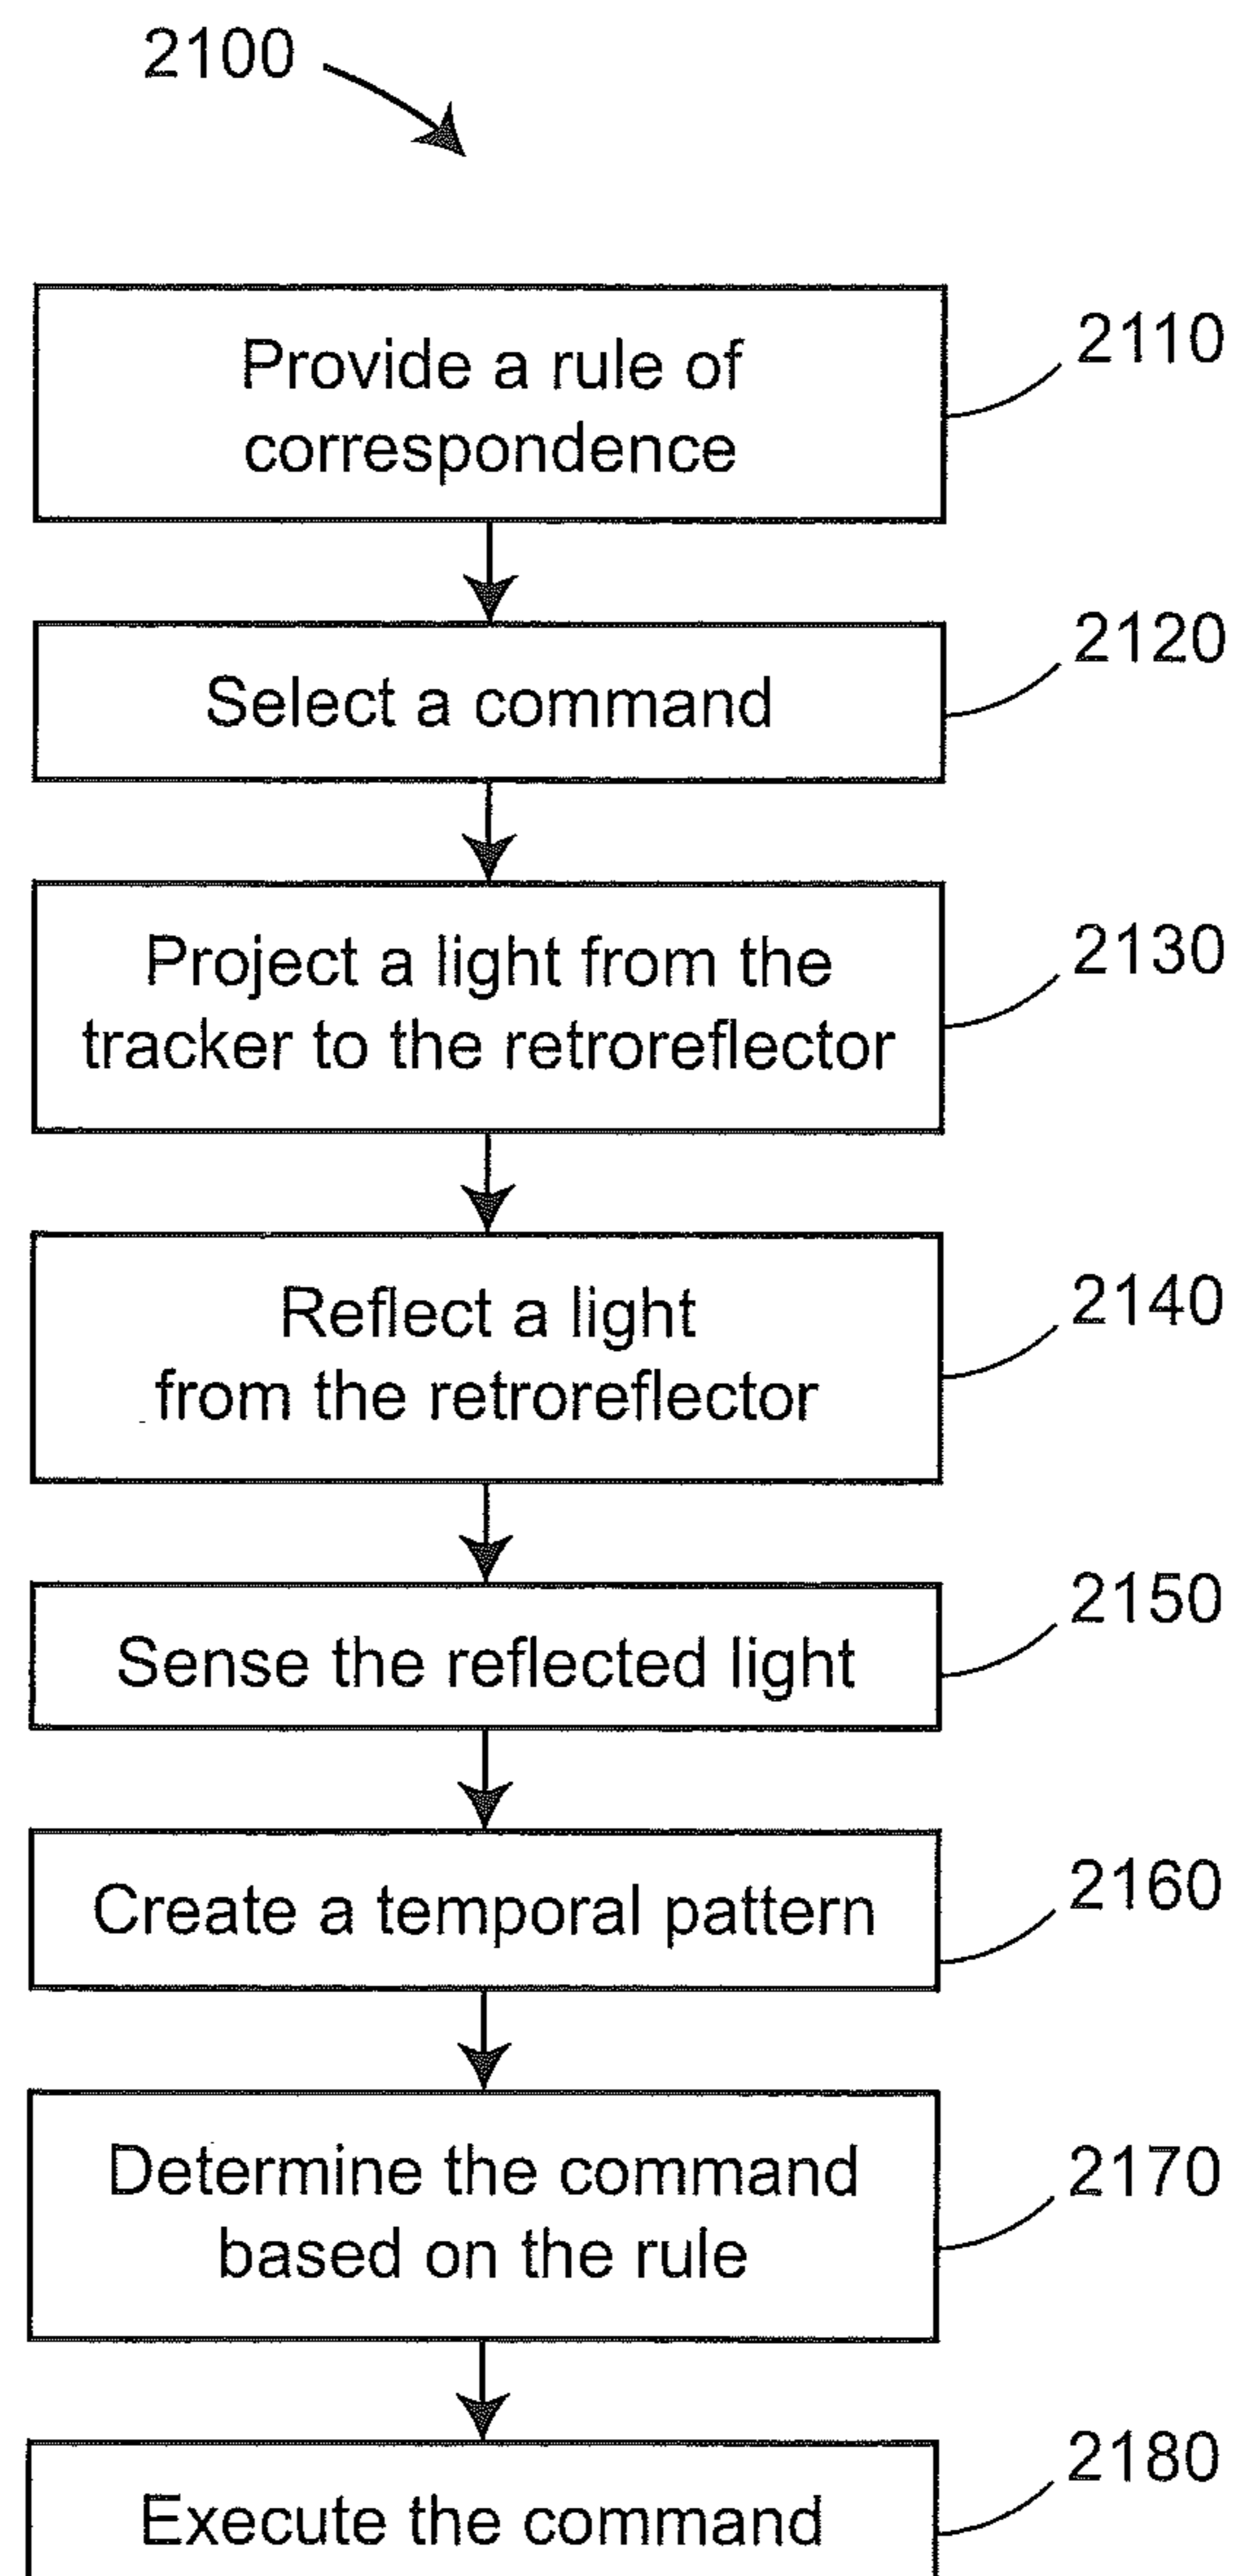 2100
Provide a rule of
correspondence
2110
Select a command
2120
Project a light from the
tracker to the retroreflector
2130
Reflect a light
from the retroreflector
2140
Sense the reflected light
2150
Create a temporal pattern
2160
Determine the command
based on the rule
2170
Execute the command
2180